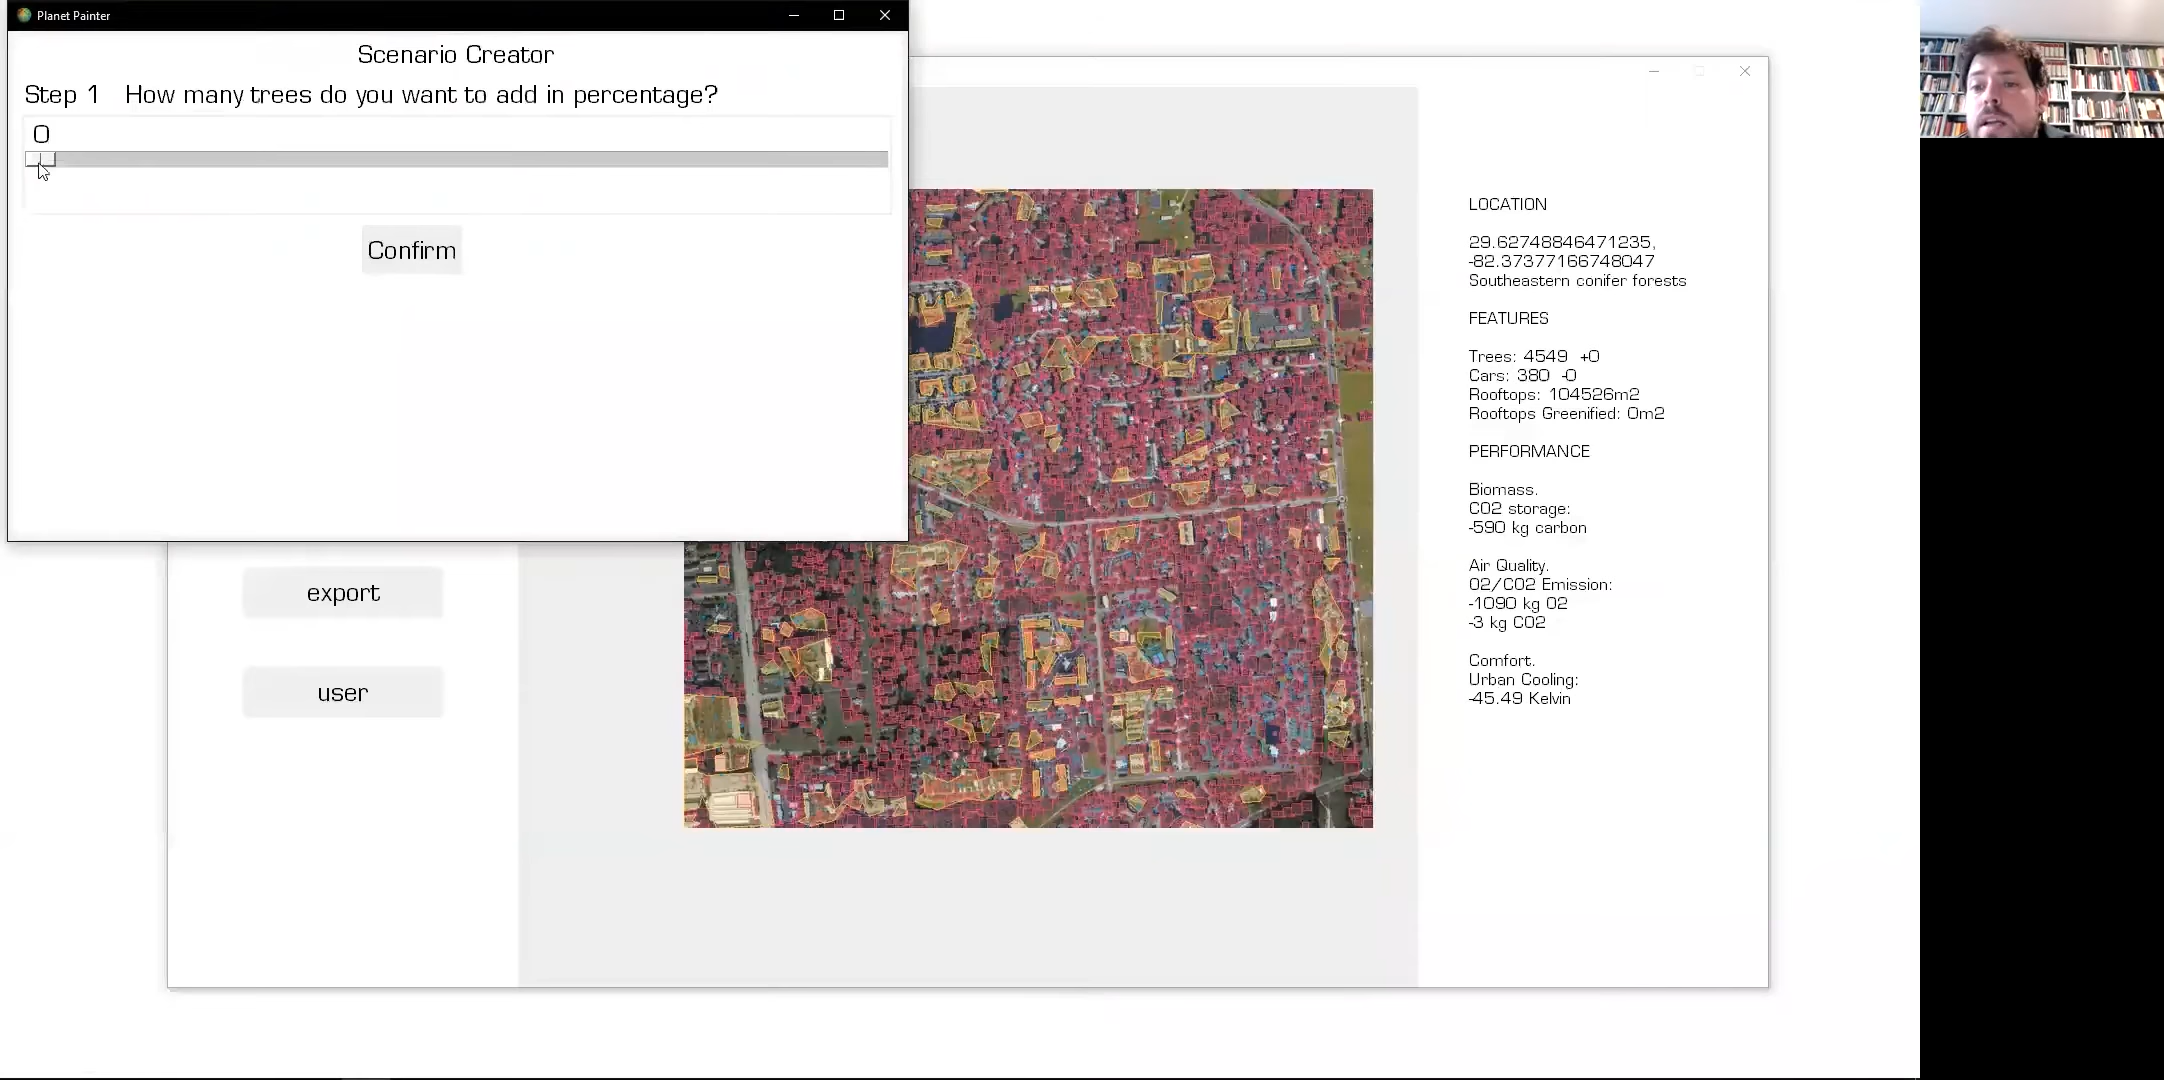 Planet Painter
Scenario Creator
Step 1 How many trees do you want to add in percentage?
0
Confirm
export
user
LOCATION
29.62748846471235,
-82.37377166748047
Southeastern conifer forests
FEATURES
Trees: 4549 +0
Cars: 380 -0
Rooftops: 104526m2
Rooftops Greenified: 0m2
PERFORMANCE
Biomass.
CO2 storage:
-590 kg carbon
Air Quality.
O2/CO2 Emission:
-1090 kg O2
-3 kg CO2
Comfort.
Urban Cooling:
-45.49 Kelvin